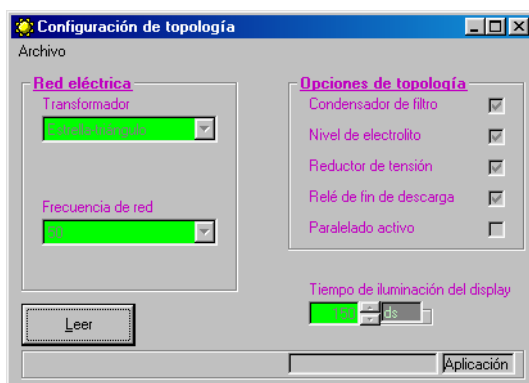 Configuración de topología
Archivo
Red eléctrica
Transformador
Estrella-triángulo
Frecuencia de red
50
Leer
Opciones de topología
Condensador de filtro
Nivel de electrolito
Reductor de tensión
Relé de fin de descarga
Paralelado activo
Tiempo de iluminación del display
150 ds
Aplicación